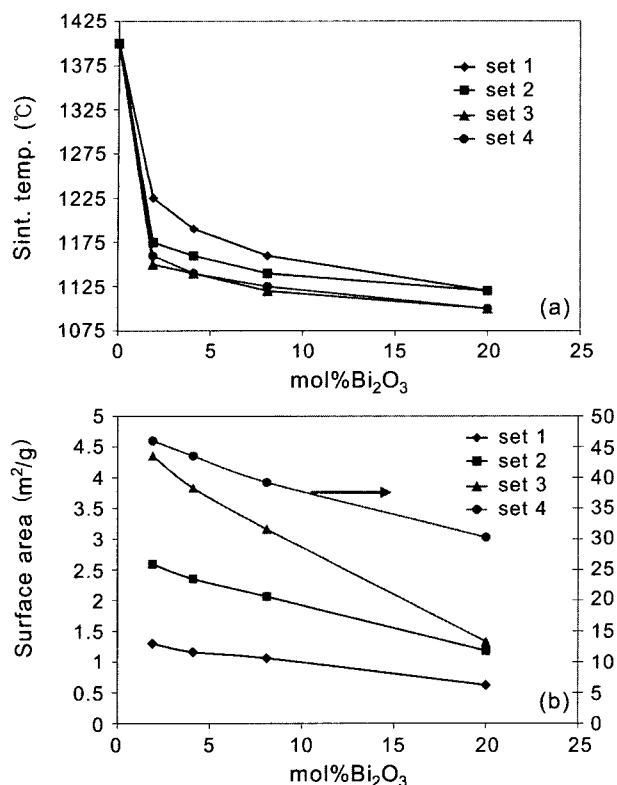 1425
1375
1325
1275
1225
1175
1125
1075
Sint. temp. (℃)
set 1
set 2
set 3
set 4
(a)
0 5 10 15 20 25
mol%Bi₂O₃
5
4.5
4
3.5
3
2.5
2
1.5
1
0.5
0
Surface area (m²/g)
set 1
set 2
set 3
set 4
50
45
40
35
30
25
20
15
10
5
0
(b)
0 5 10 15 20 25
mol%Bi₂O₃